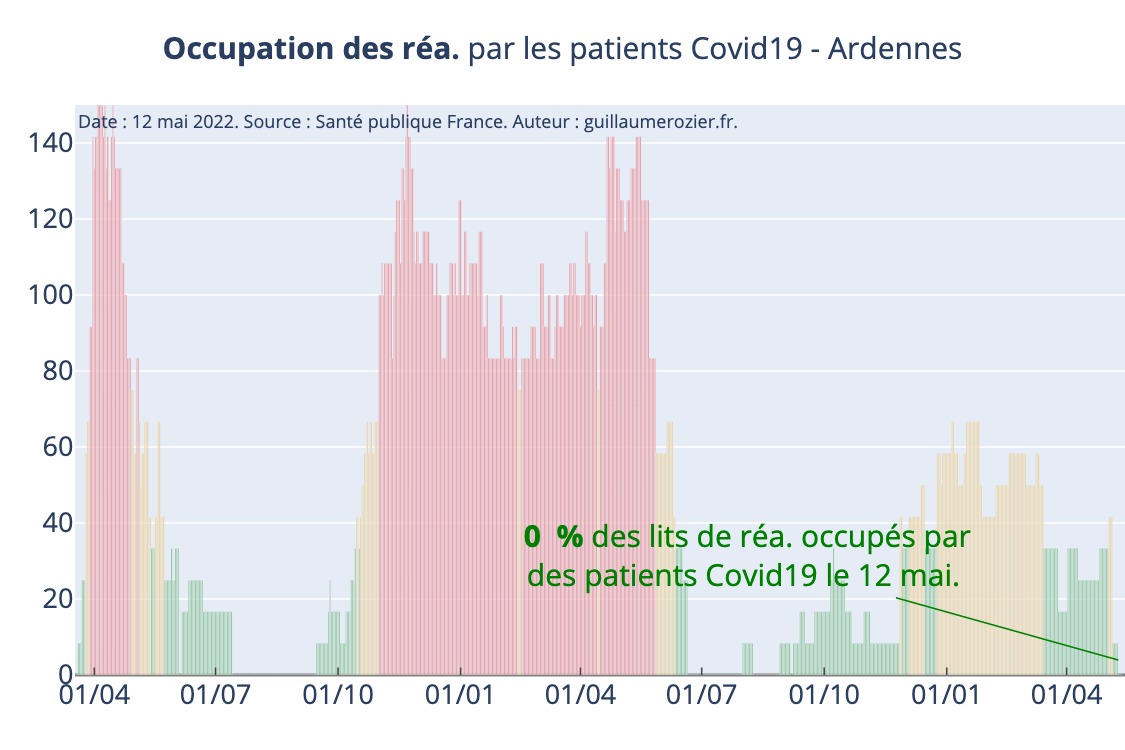 Occupation des réa. par les patients Covid19 - Ardennes
Date : 12 mai 2022. Source : Santé publique France. Auteur : guillaumerozier.fr.
140
120
100
80
60
40
20
0
0 % des lits de réa. occupés par
des patients Covid19 le 12 mai.
01/04 01/07 01/10 01/01 01/04 01/07 01/10 01/01 01/04